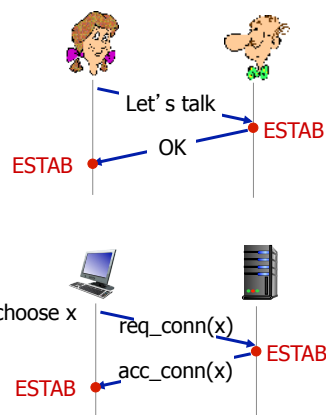 Let's talk
ESTAB
OK
ESTAB
choose x
req_conn(x)
ESTAB
acc_conn(x)
ESTAB